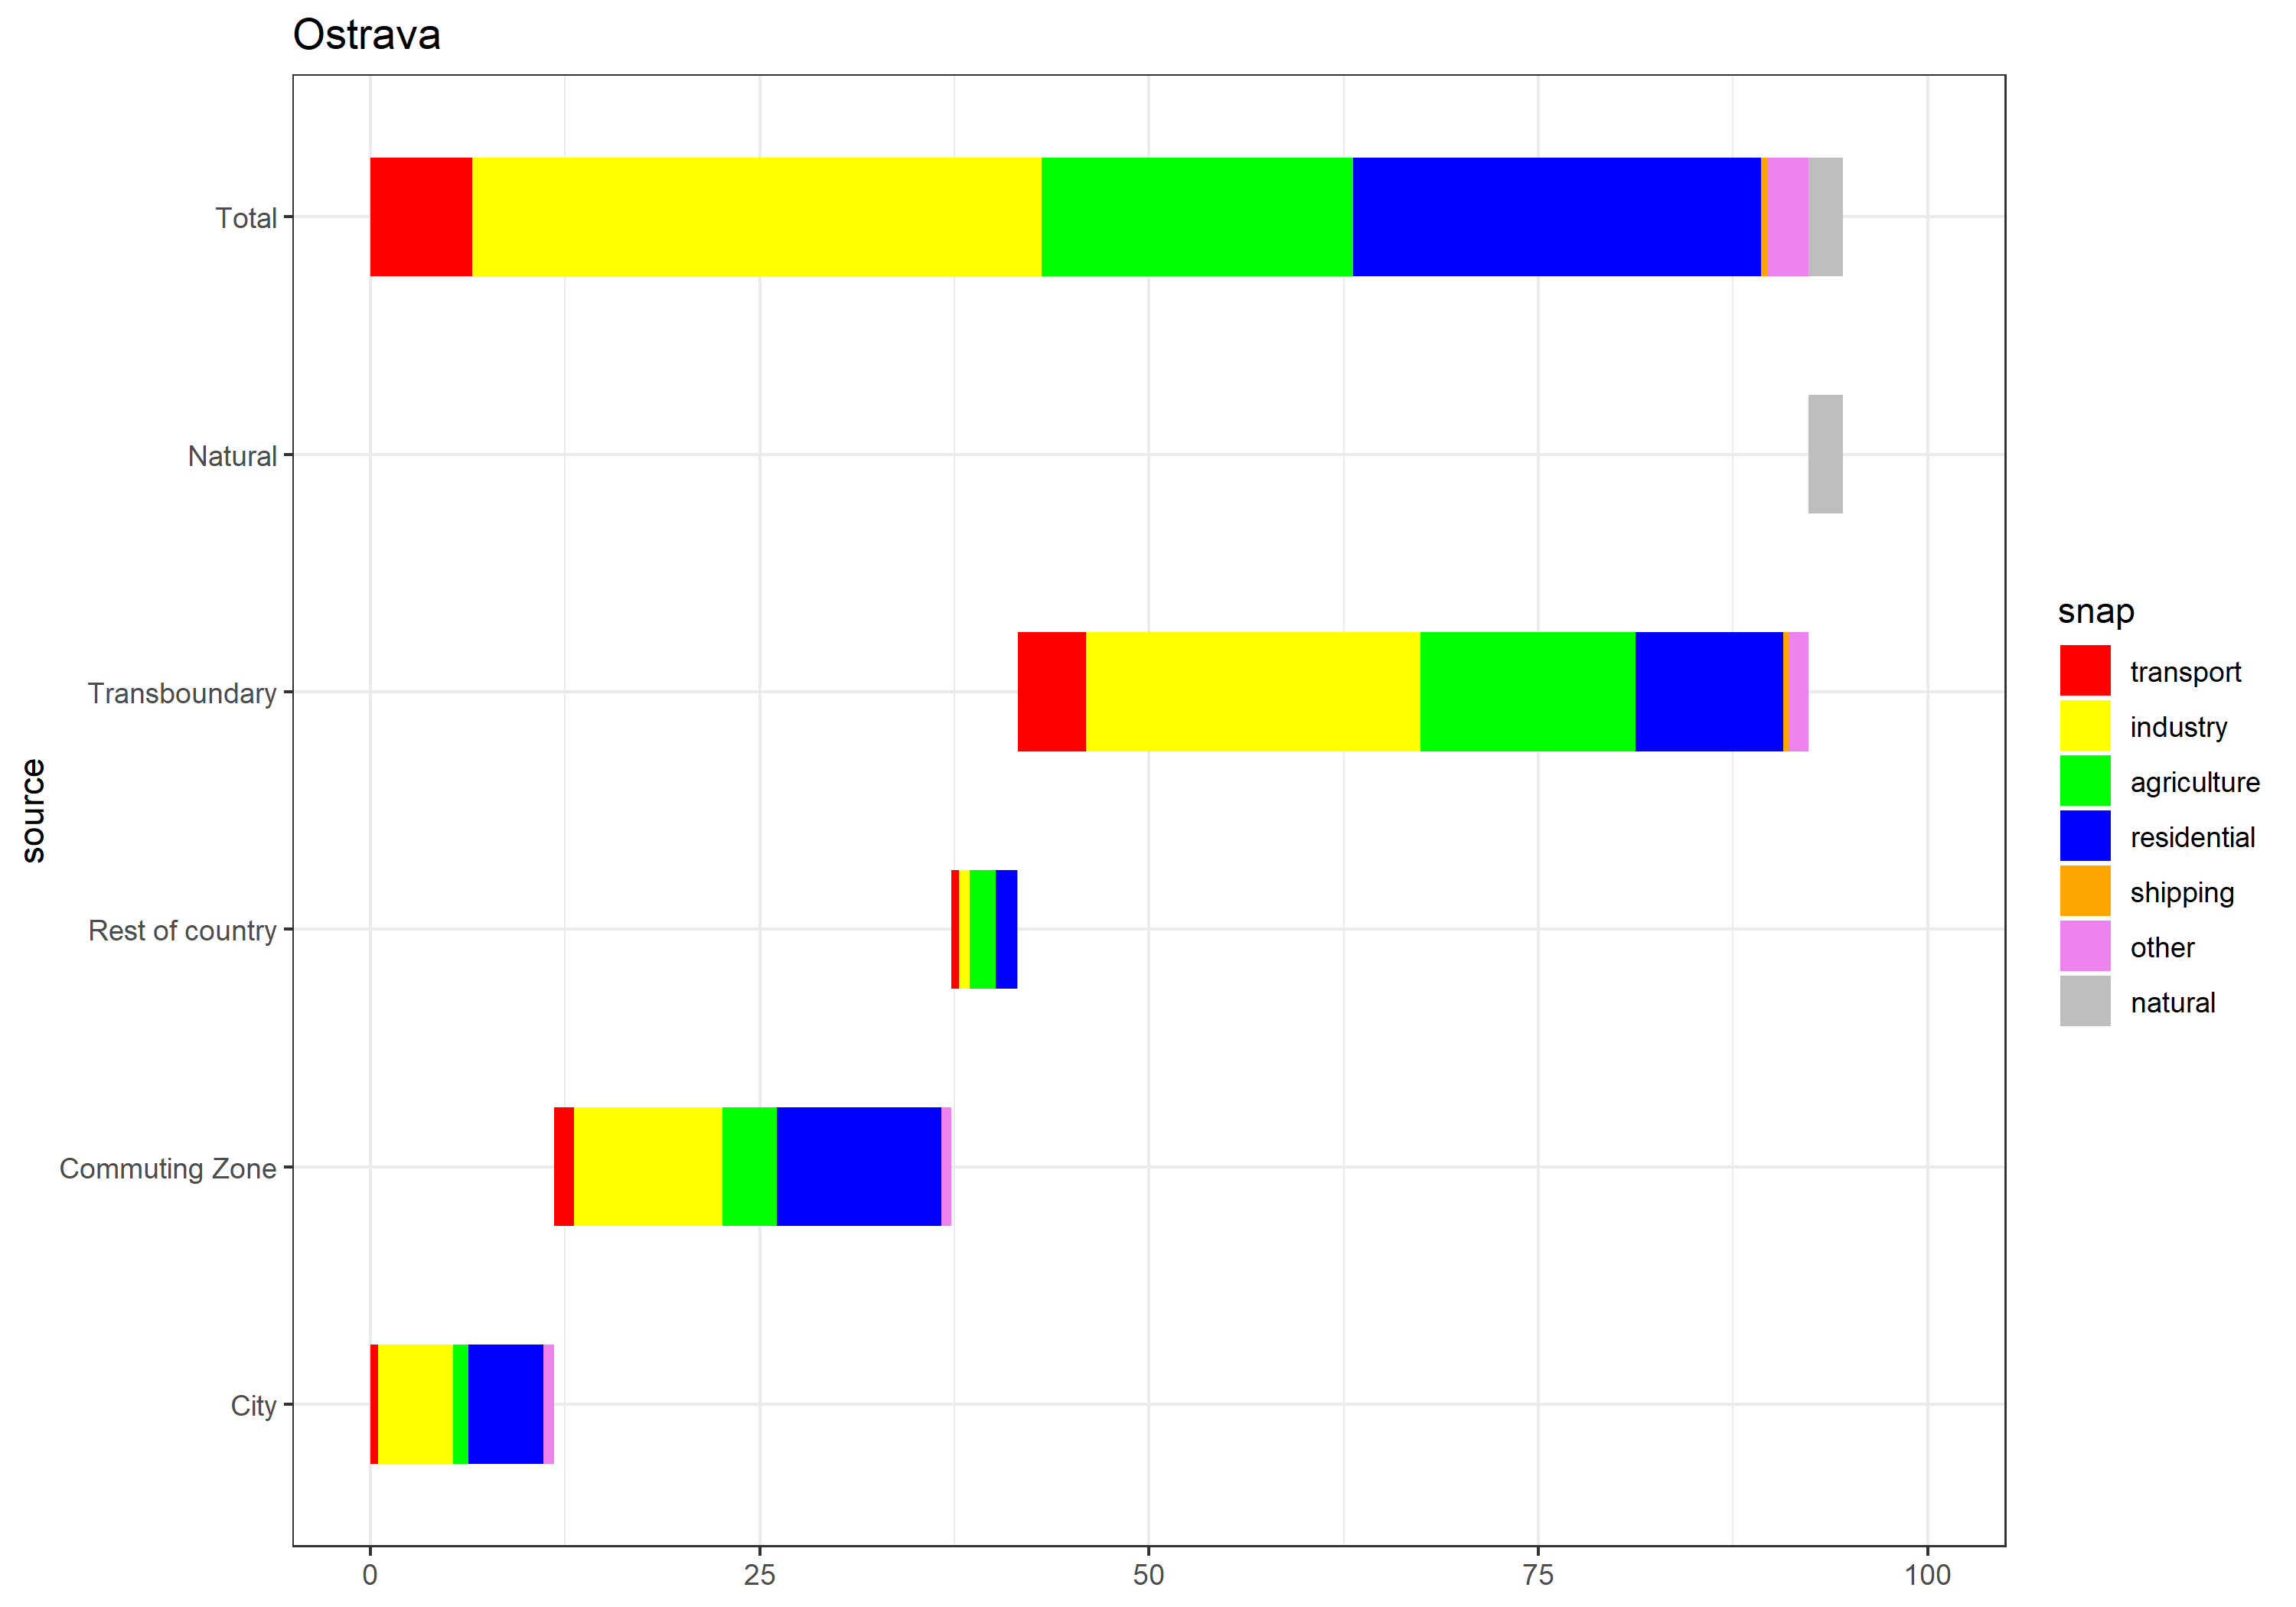 Ostrava
source
Total
Natural
Transboundary
Rest of country
Commuting Zone
City
0 25 50 75 100
snap
transport
industry
agriculture
residential
shipping
other
natural